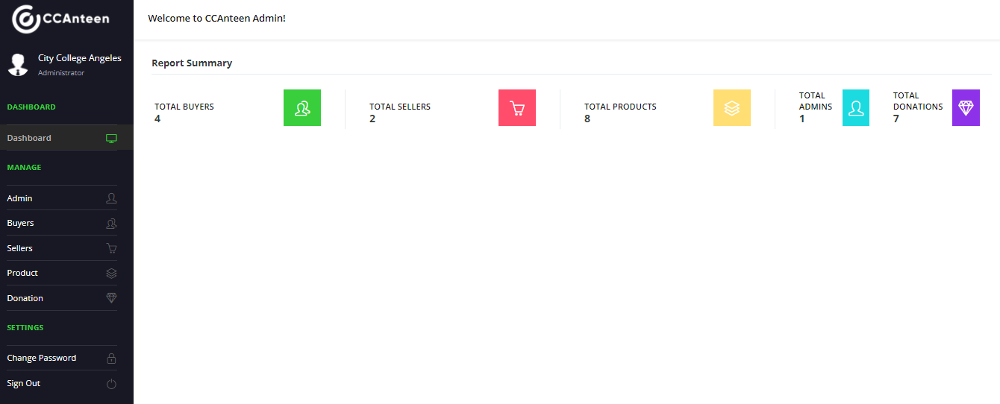 CCAnteen
City College Angeles
Administrator
DASHBOARD
Dashboard
MANAGE
Admin
Buyers
Sellers
Product
Donation
SETTINGS
Change Password
Sign Out
Welcome to CCAnteen Admin!
Report Summary
TOTAL BUYERS
4
TOTAL SELLERS
2
TOTAL PRODUCTS
8
TOTAL
ADMINS
1
TOTAL
DONATIONS
7